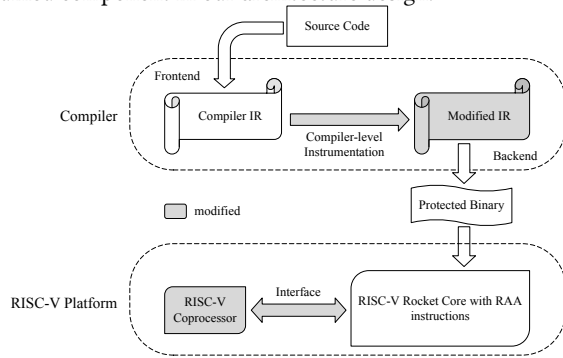 Source Code
Frontend
Compiler IR
Compiler
Compiler-level
Instrumentation
Modified IR
Backend
modified
Protected Binary
RISC-V Platform
RISC-V
Coprocessor
Interface
RISC-V Rocket Core with RAA
instructions